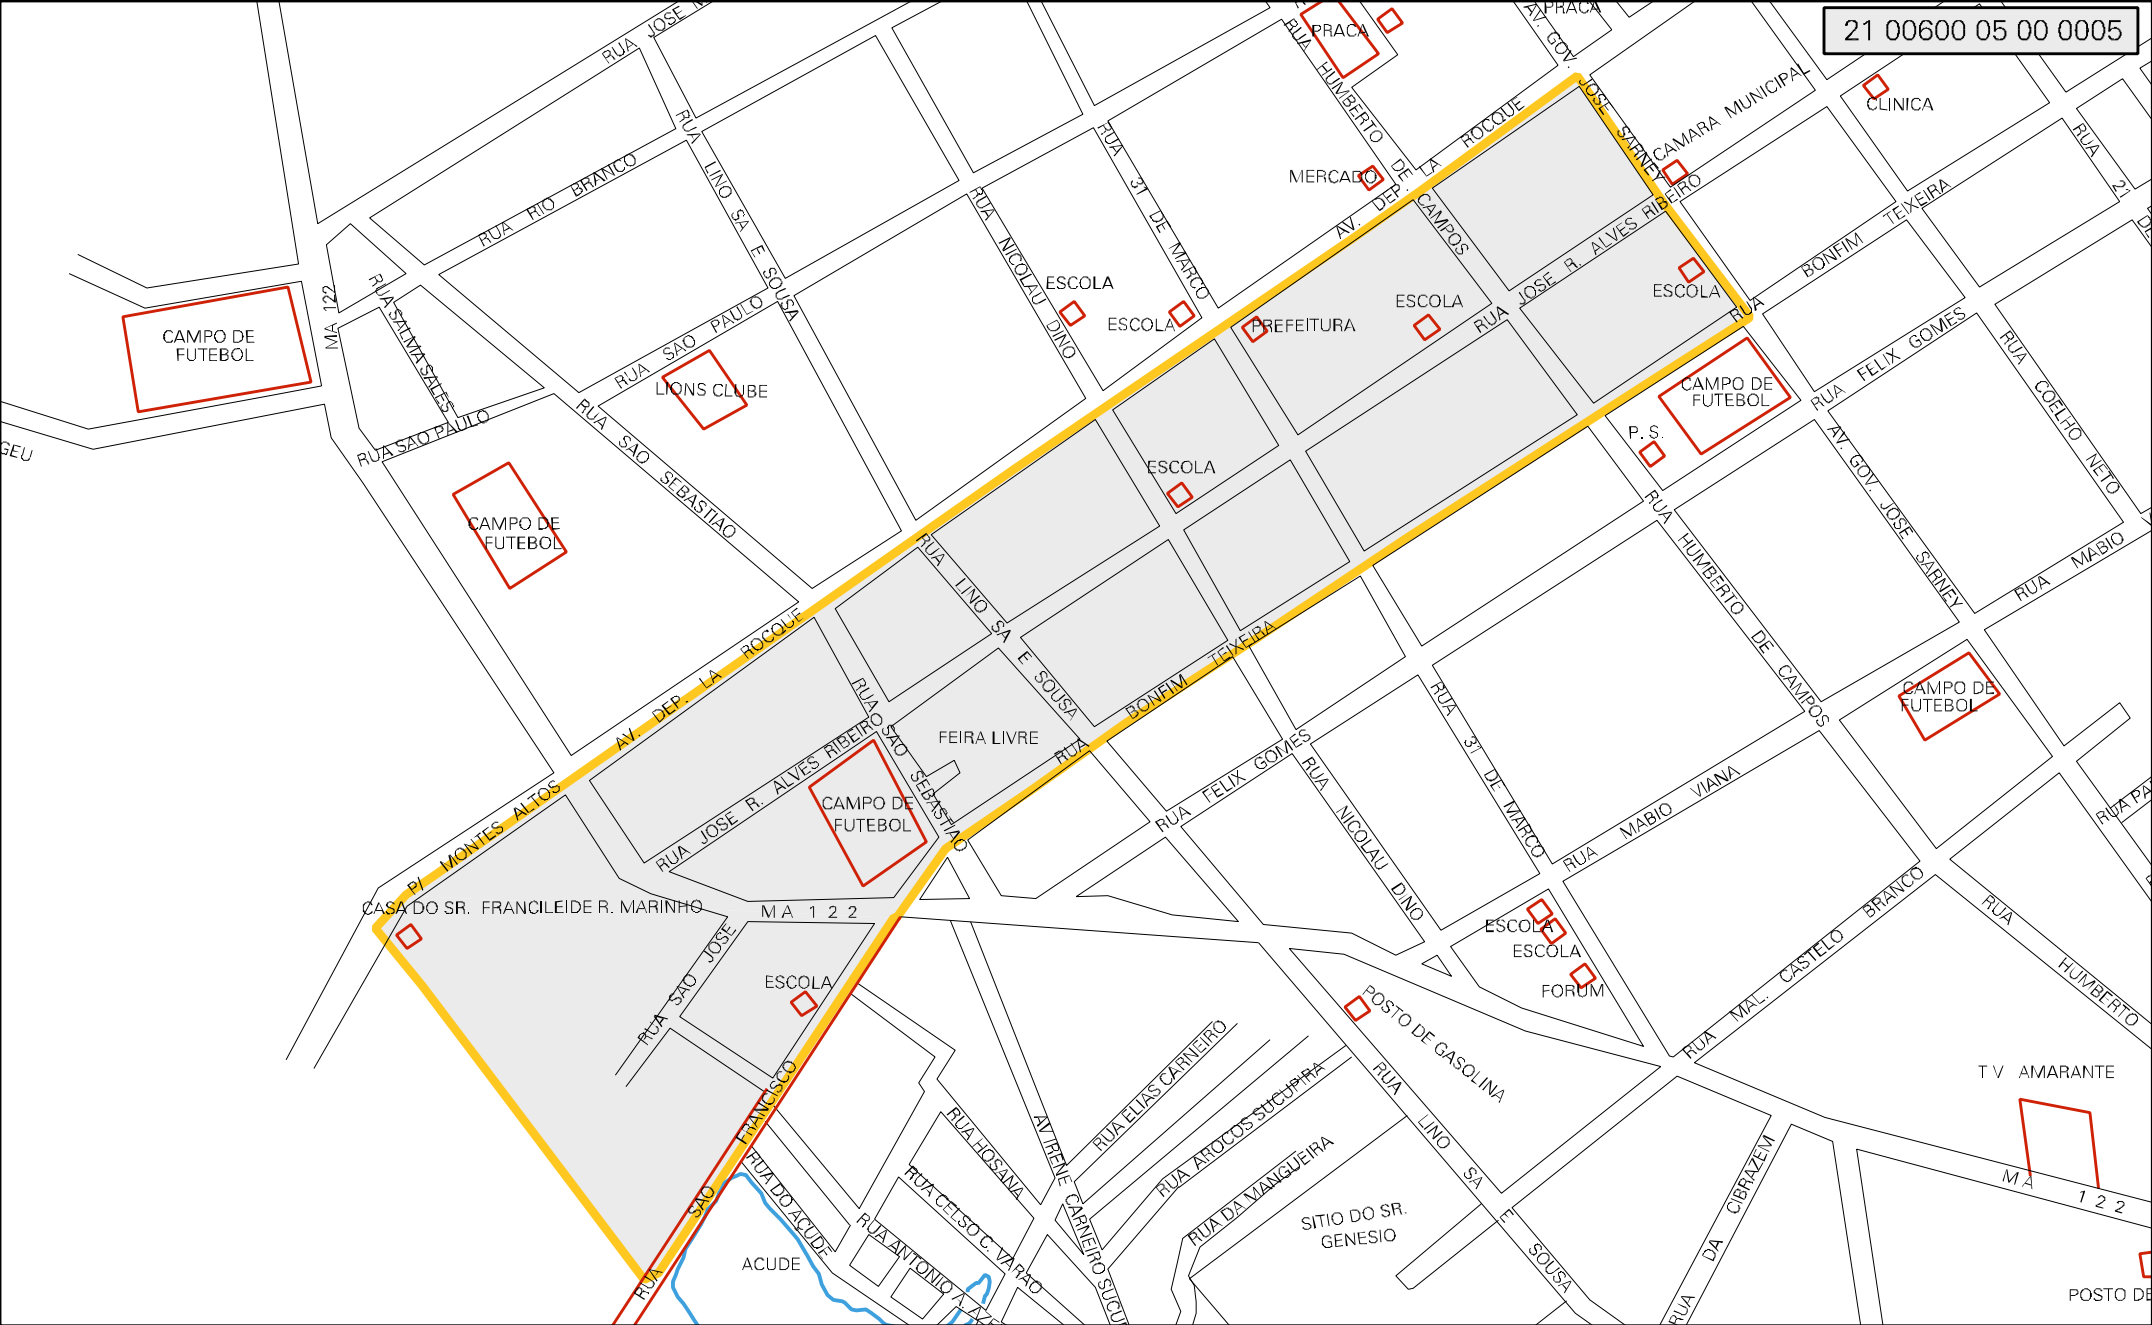 21 00600 05 00 0005
PRACA
PRACA
AV. GOV. JOSE SARNEY
CAMARA MUNICIPAL
CLINICA
RUA JOSE
RUA HUMBERTO DE CAMPOS
RUA LINO SA E SOUSA
RUA RIO BRANCO
RUA 31 DE MARCO
MERCADO
AV. DEP. LA ROCQUE
RUA JOSE R. ALVES RIBEIRO
RUA BONFIM TEIXEIRA
RUA 21
RUA NICOLAU DINO
RUA SALMA SALES
MA 122
CAMPO DE
FUTEBOL
RUA SAO PAULO
LIONS CLUBE
ESCOLA
ESCOLA
PREFEITURA
ESCOLA
ESCOLA
RUA FELIX GOMES
RUA COELHO NETO
CAMPO DE
FUTEBOL
P. S.
GEU
RUA SAO PAULO
RUA SAO SEBASTIAO
CAMPO DE
FUTEBOL
ESCOLA
AV. GOV. JOSE SARNEY
RUA HUMBERTO DE CAMPOS
RUA MABIO
RUA LINO SA E SOUSA
RUA BONFIM TEIXEIRA
AV. DEP. LA ROCQUE
RUA SAO SEBASTIAO
FEIRA LIVRE
CAMPO DE
FUTEBOL
RUA JOSE R. ALVES RIBEIRO
CAMPO DE
FUTEBOL
RUA FELIX GOMES
RUA NICOLAU DINO
RUA 31 DE MARCO
RUA MABIO VIANA
RUA PA
P/ MONTES ALTOS
CASA DO SR. FRANCILEIDE R. MARINHO
MA 122
RUA SAO JOSE
ESCOLA
ESCOLA
ESCOLA
FORUM
RUA MAL. CASTELO BRANCO
RUA HUMBERTO
POSTO DE GASOLINA
RUA LINO SA E SOUSA
RUA ELIAS CARNEIRO
RUA AROCOS SUCUPIRA
RUA DA MANGUEIRA
AV IRENE CARNEIRO SUCUPI
RUA HOSANA
RUA CELSO C. VARAO
RUA ANTONIO A. AZE
RUA DO ACUDE
ACUDE
RUA SAO FRANCISCO
SITIO DO SR.
GENESIO
RUA DA CIBRAZEM
TV AMARANTE
MA 122
POSTO DE